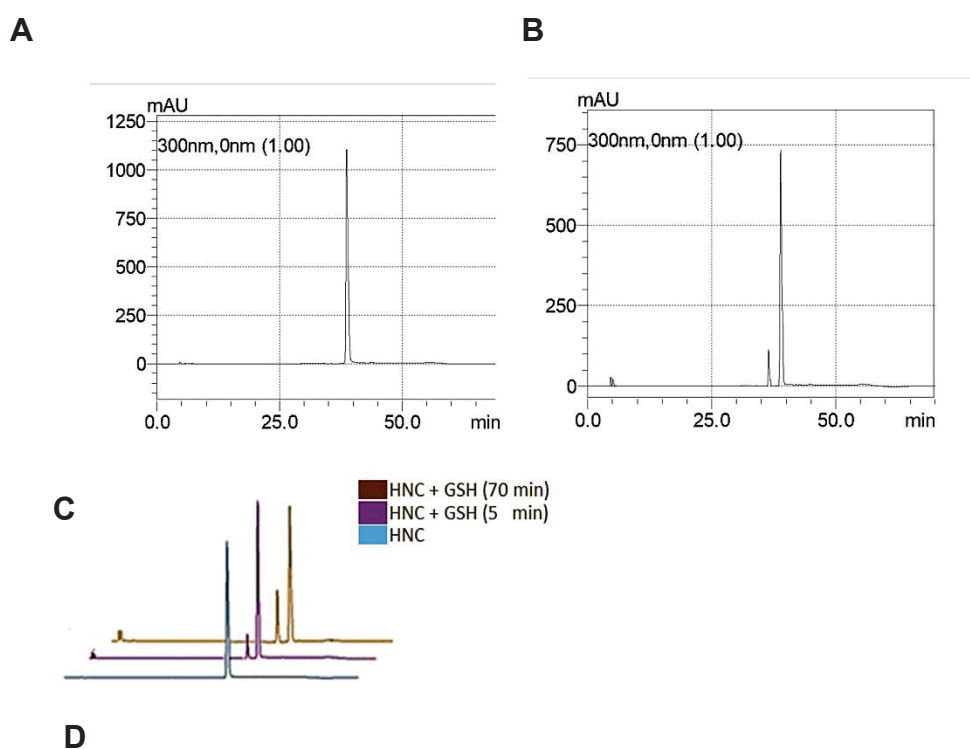 A
B
mAU
1250
300nm,0nm (1.00)
1000
750
500
250
0
0.0
25.0
50.0
min
mAU
750
300nm,0nm (1.00)
500
250
0
0.0
25.0
50.0
min
C
HNC + GSH (70 min)
HNC + GSH (5 min)
HNC
D